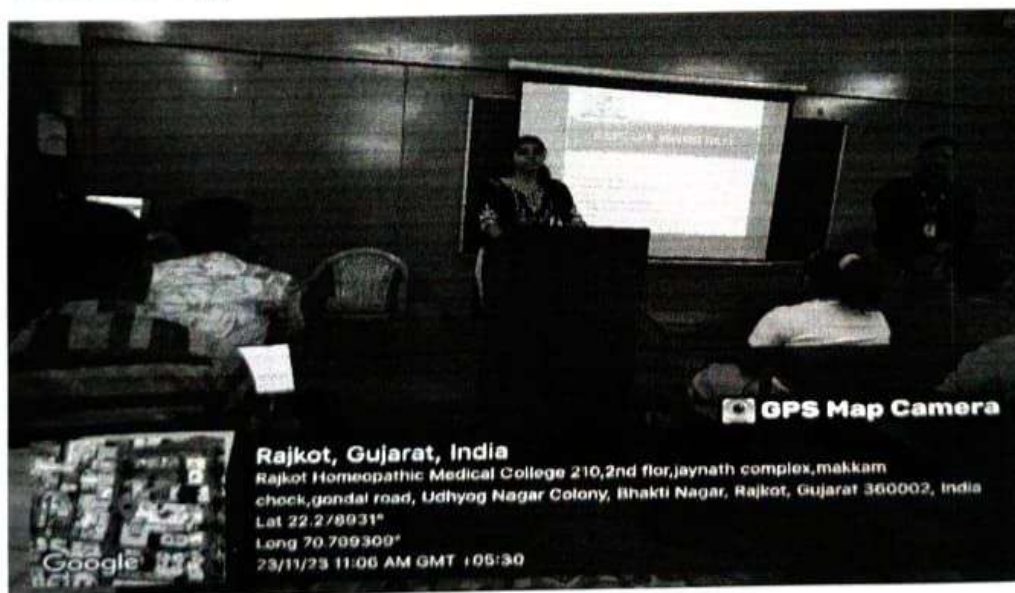 GPS Map Camera
Rajkot, Gujarat, India
Rajkot Homeopathic Medical College 210,2nd flor,jaynath complex,makkam
chock,gondal road, Udhyog Nagar Colony, Bhakti Nagar, Rajkot, Gujarat 360002, India
Lat 22.278931°
Long 70.799309°
23/11/23 11:06 AM GMT +05:30
Google